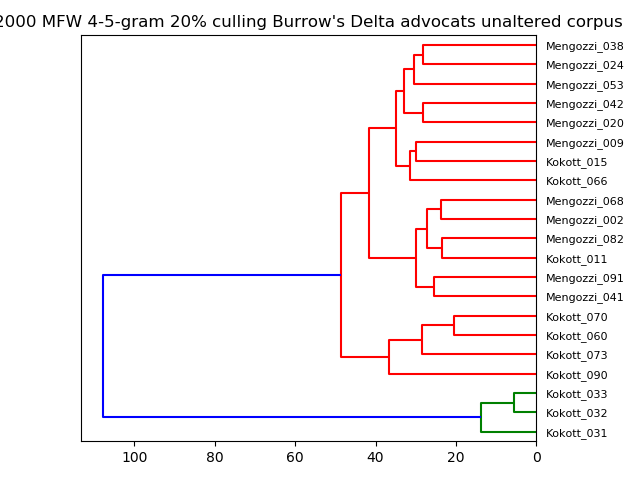 2000 MFW 4-5-gram 20% culling Burrow's Delta advocats unaltered corpus
Mengozzi_038
Mengozzi_024
Mengozzi_053
Mengozzi_042
Mengozzi_020
Mengozzi_009
Kokott_015
Kokott_066
Mengozzi_068
Mengozzi_002
Mengozzi_082
Kokott_011
Mengozzi_091
Mengozzi_041
Kokott_070
Kokott_060
Kokott_073
Kokott_090
Kokott_033
Kokott_032
Kokott_031
100 80 60 40 20 0